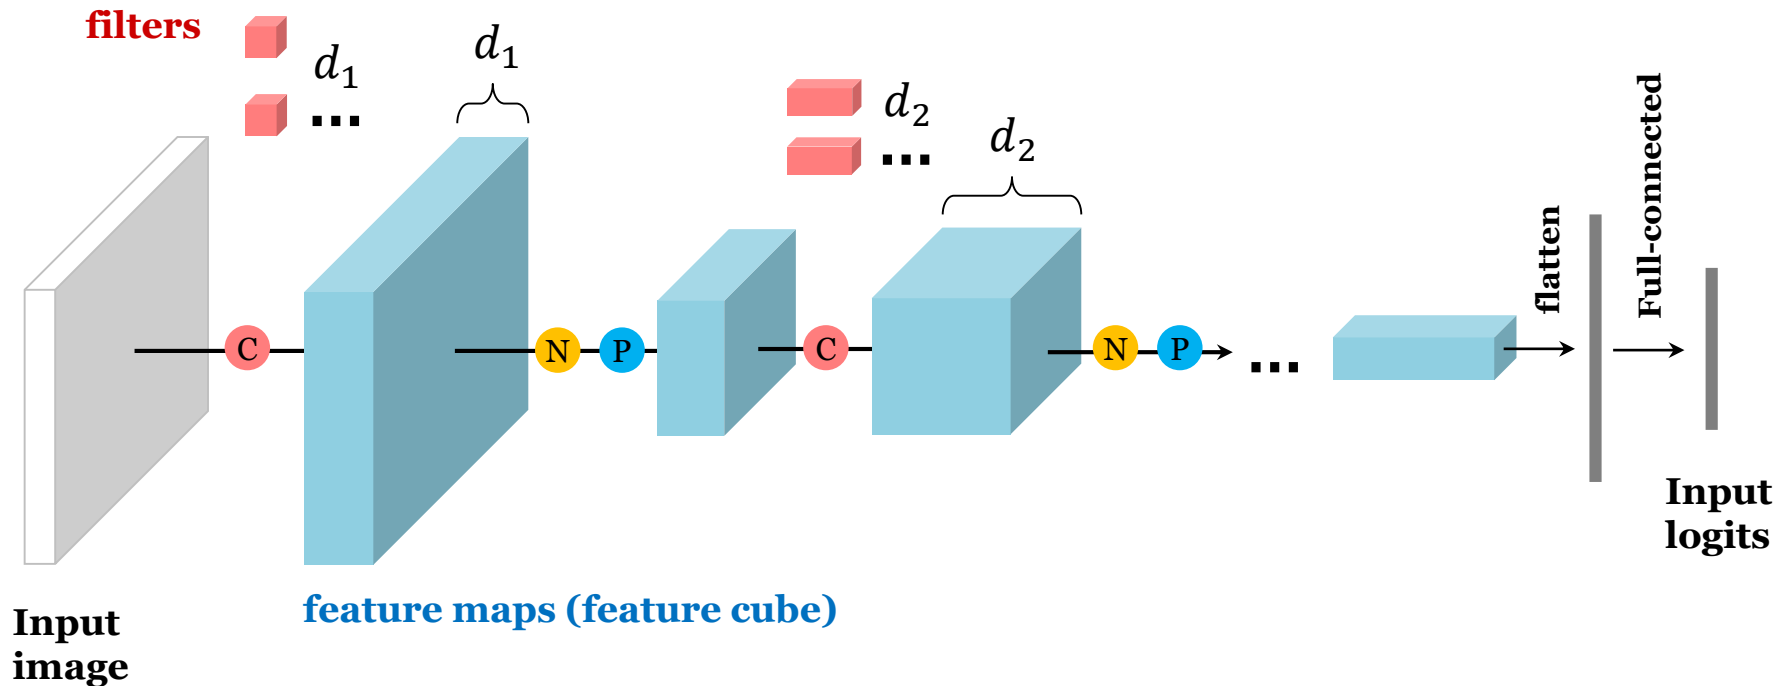 filters
d₁
...
d₁
d₂
...
d₂
C
N
P
C
N
P
...
flatten
Full-connected
Input
logits
feature maps (feature cube)
Input
image